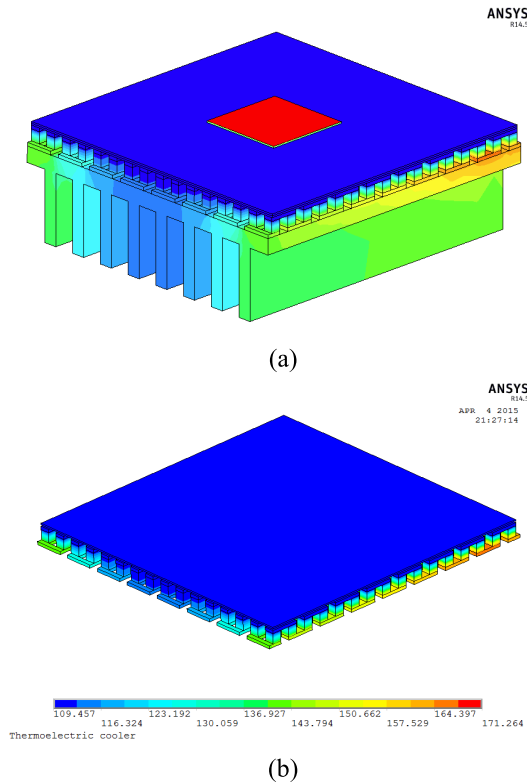 ANSYS
R14.5
(a)
ANSYS
R14.5
APR 4 2015
21:27:14
109.457 123.192 136.927 150.662 164.397
116.324 130.059 143.794 157.529 171.264
Thermoelectric cooler
(b)